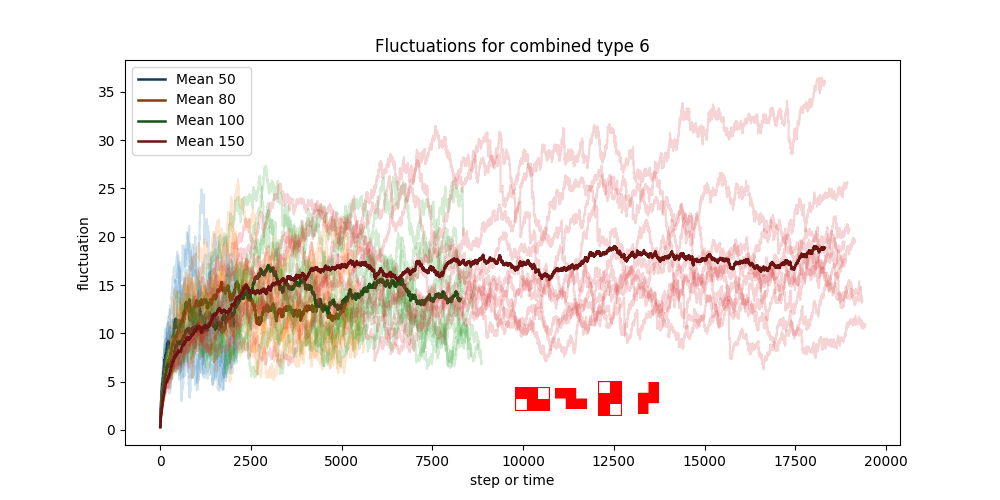 Fluctuations for combined type 6
Mean 50
Mean 80
Mean 100
Mean 150
35
30
25
20
15
10
5
0
fluctuation
0 2500 5000 7500 10000 12500 15000 17500 20000
step or time